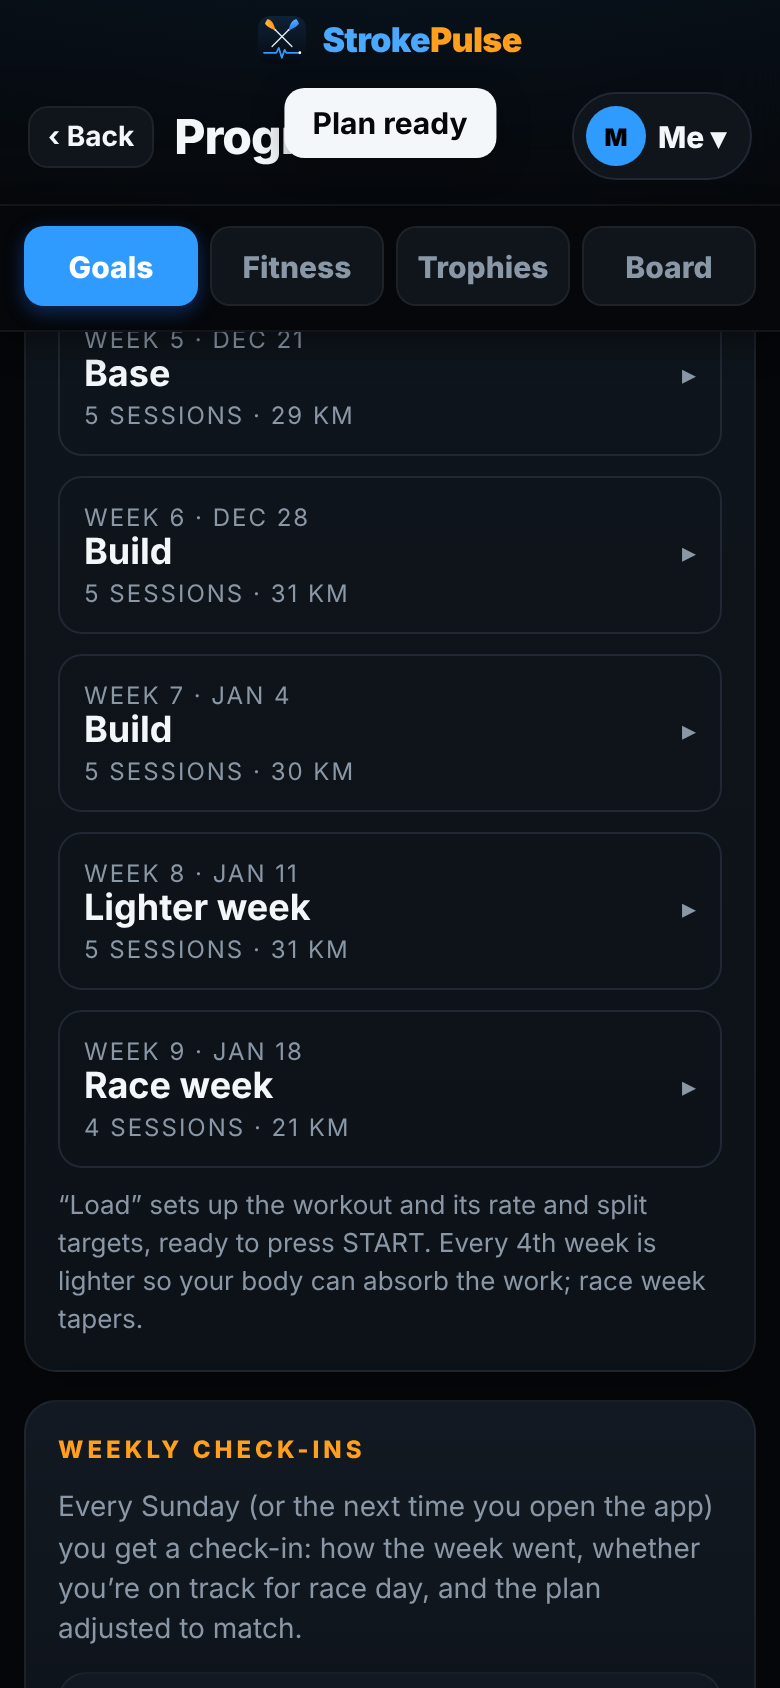 StrokePulse
‹ Back
Plan ready
M
Me ▾
Goals
Fitness
Trophies
Board
WEEK 5 · DEC 21
Base
5 SESSIONS · 29 KM
WEEK 6 · DEC 28
Build
5 SESSIONS · 31 KM
WEEK 7 · JAN 4
Build
5 SESSIONS · 30 KM
WEEK 8 · JAN 11
Lighter week
5 SESSIONS · 31 KM
WEEK 9 · JAN 18
Race week
4 SESSIONS · 21 KM
“Load” sets up the workout and its rate and split
targets, ready to press START. Every 4th week is
lighter so your body can absorb the work; race week
tapers.
WEEKLY CHECK-INS
Every Sunday (or the next time you open the app)
you get a check-in: how the week went, whether
you’re on track for race day, and the plan
adjusted to match.